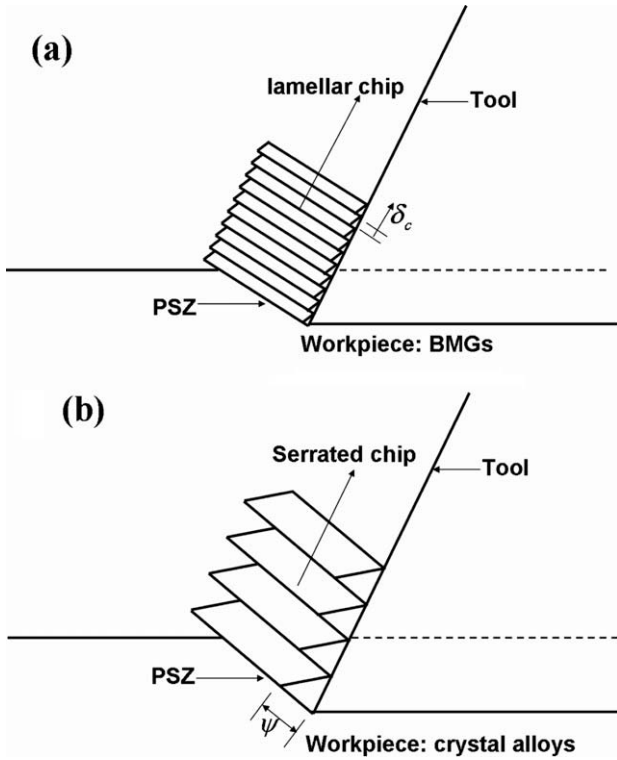 (a)
lamellar chip
Tool
δc
PSZ
Workpiece: BMGs
(b)
Serrated chip
Tool
PSZ
ψ
Workpiece: crystal alloys